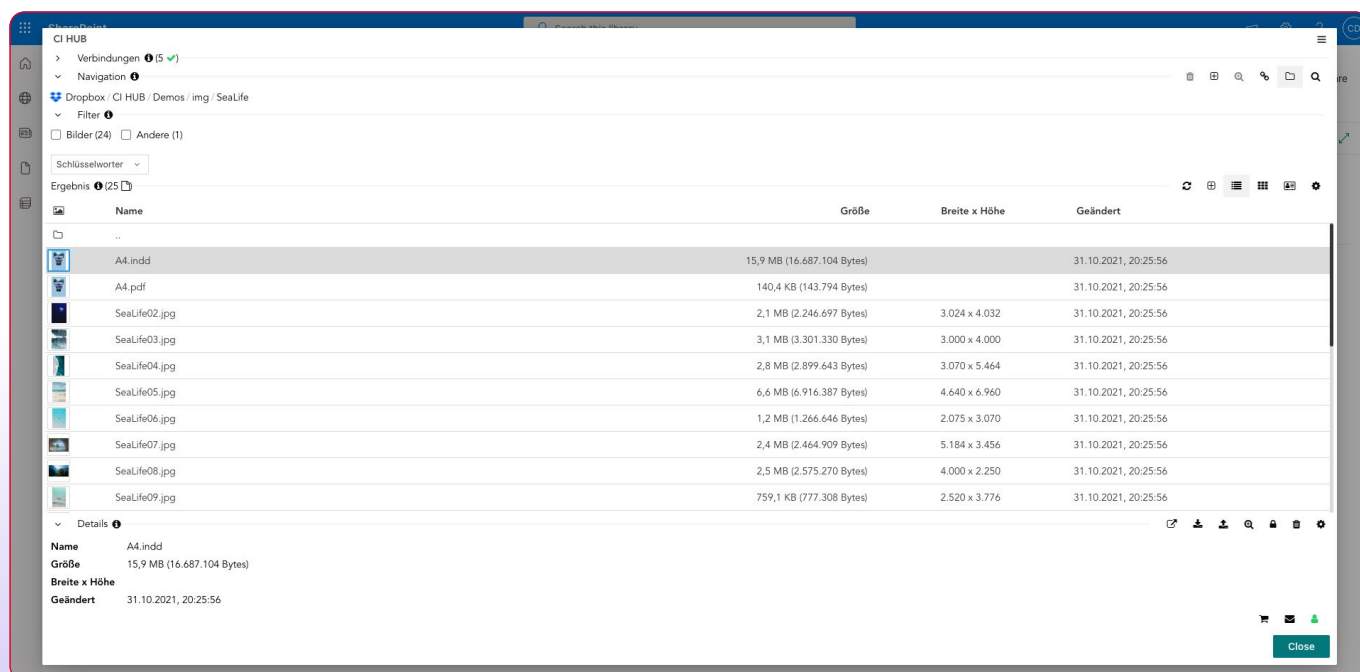 SharePoint
Search this library
CD
CI HUB
Verbindungen (5 ✓)
Navigation
re
Dropbox / CI HUB / Demos / img / SeaLife
Filter
Bilder (24) Andere (1)
Schlüsselworter
Ergebnis (25)
Name Größe Breite x Höhe Geändert
..
A4.indd 15,9 MB (16.687.104 Bytes) 31.10.2021, 20:25:56
A4.pdf 140,4 KB (143.794 Bytes) 31.10.2021, 20:25:56
SeaLife02.jpg 2,1 MB (2.246.697 Bytes) 3.024 x 4.032 31.10.2021, 20:25:56
SeaLife03.jpg 3,1 MB (3.301.330 Bytes) 3.000 x 4.000 31.10.2021, 20:25:56
SeaLife04.jpg 2,8 MB (2.899.643 Bytes) 3.070 x 5.464 31.10.2021, 20:25:56
SeaLife05.jpg 6,6 MB (6.916.387 Bytes) 4.640 x 6.960 31.10.2021, 20:25:56
SeaLife06.jpg 1,2 MB (1.266.646 Bytes) 2.075 x 3.070 31.10.2021, 20:25:56
SeaLife07.jpg 2,4 MB (2.464.909 Bytes) 5.184 x 3.456 31.10.2021, 20:25:56
SeaLife08.jpg 2,5 MB (2.575.270 Bytes) 4.000 x 2.250 31.10.2021, 20:25:56
SeaLife09.jpg 759,1 KB (777.308 Bytes) 2.520 x 3.776 31.10.2021, 20:25:56
Details
Name A4.indd
Größe 15,9 MB (16.687.104 Bytes)
Breite x Höhe
Geändert 31.10.2021, 20:25:56
Close